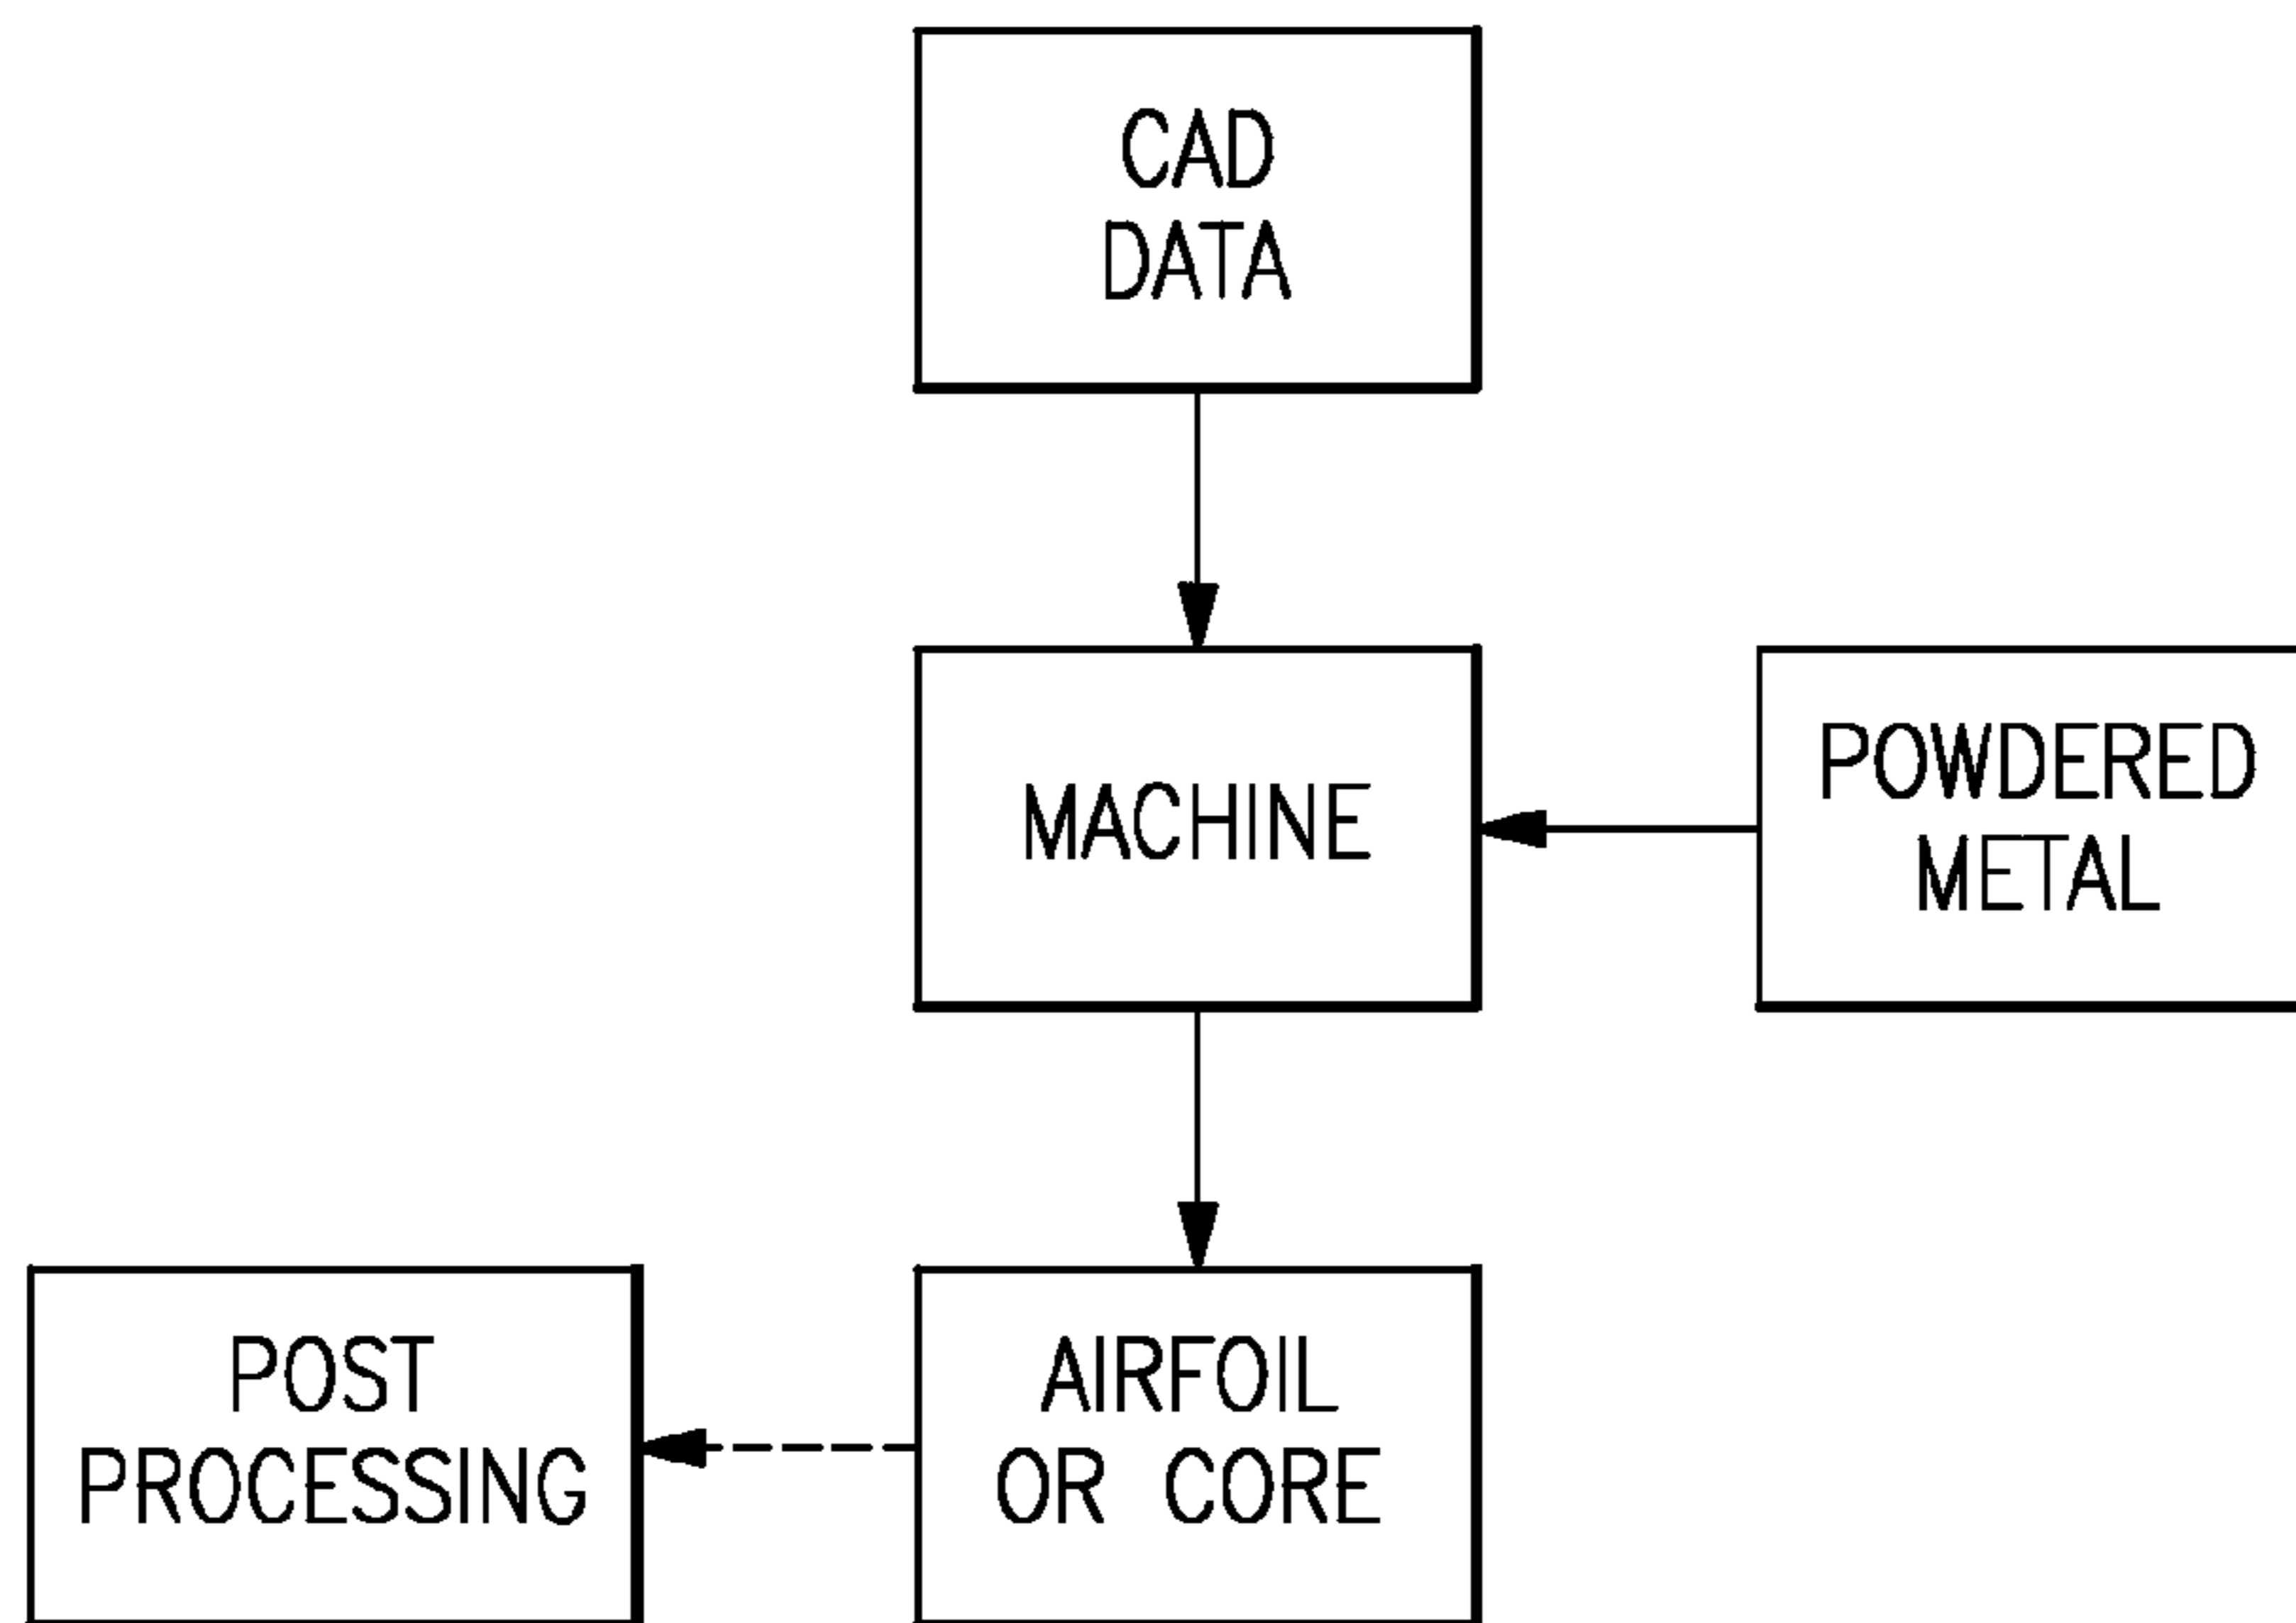 CAD
DATA
MACHINE
POWDERED
METAL
POST
PROCESSING
AIRFOIL
OR CORE